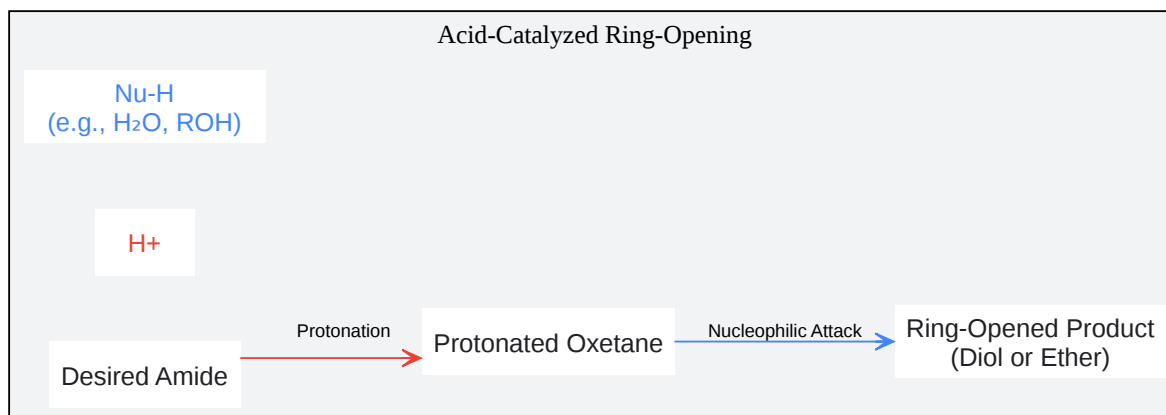 Acid-Catalyzed Ring-Opening
Nu-H
(e.g., H₂O, ROH)
H+
Desired Amide
Protonation
Protonated Oxetane
Nucleophilic Attack
Ring-Opened Product
(Diol or Ether)